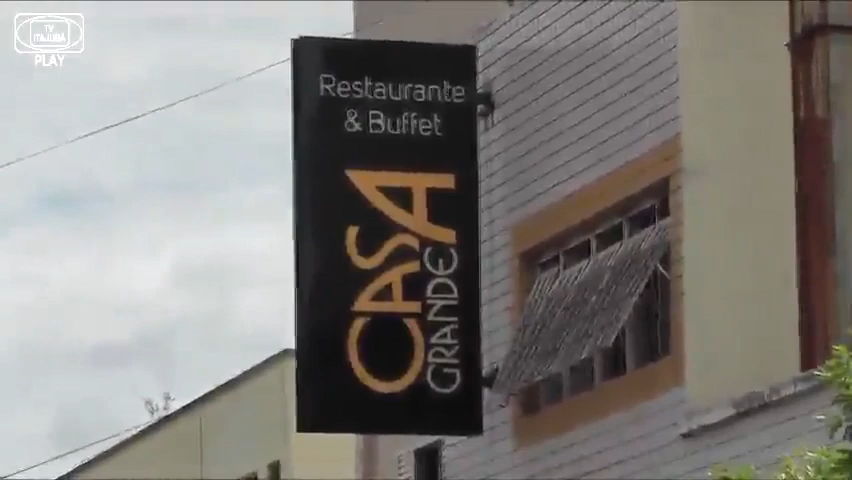 TV
ITAJUBÁ
PLAY
Restaurante
& Buffet
CASA
GRANDE